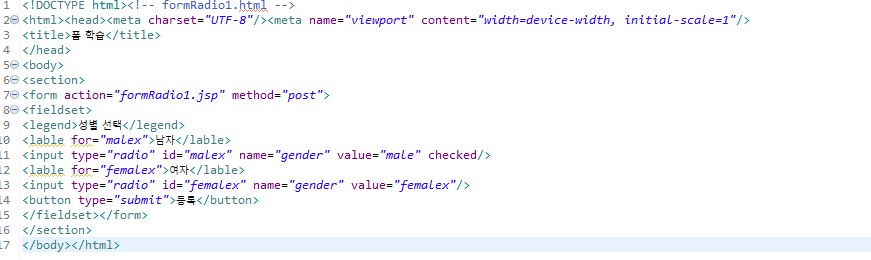 1 <!DOCTYPE html><!-- formRadio1.html -->
2 <html><head><meta charset="UTF-8"/><meta name="viewport" content="width=device-width, initial-scale=1"/>
3 <title>폼 학습</title>
4 </head>
5 <body>
6 <section>
7 <form action="formRadio1.jsp" method="post">
8 <fieldset>
9 <legend>성별 선택</legend>
10 <lable for="malex">남자</lable>
11 <input type="radio" id="malex" name="gender" value="male" checked/>
12 <lable for="femalex">여자</lable>
13 <input type="radio" id="femalex" name="gender" value="femalex"/>
14 <button type="submit">등록</button>
15 </fieldset></form>
16 </section>
17 </body></html>